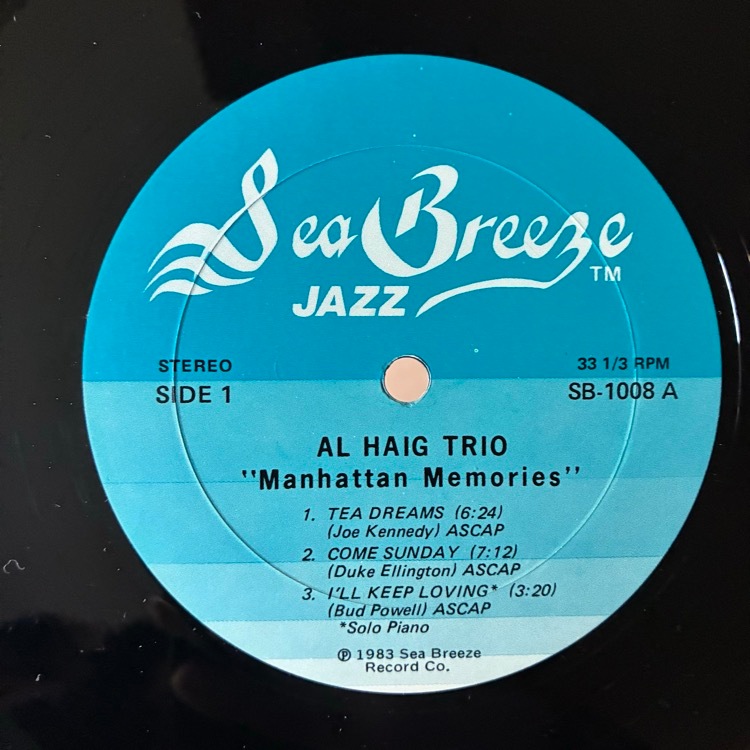 Sea Breeze
TM
JAZZ
STEREO
33 1/3 RPM
SIDE 1
SB-1008 A
AL HAIG TRIO
"Manhattan Memories"
1. TEA DREAMS (6:24)
(Joe Kennedy) ASCAP
2. COME SUNDAY (7:12)
(Duke Ellington) ASCAP
3. I'LL KEEP LOVING* (3:20)
(Bud Powell) ASCAP
*Solo Piano
℗ 1983 Sea Breeze
Record Co.